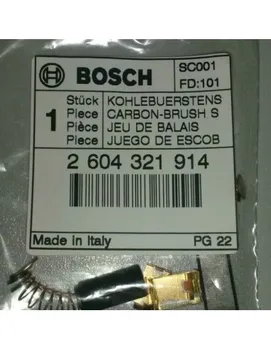 BOSCH
SC001
FD:101
1
Stück KOHLEBUERSTENS
Piece CARBON-BRUSH S
Pièce JEU DE BALAIS
Piece JUEGO DE ESCOB
2 604 321 914
Made in Italy
PG 22